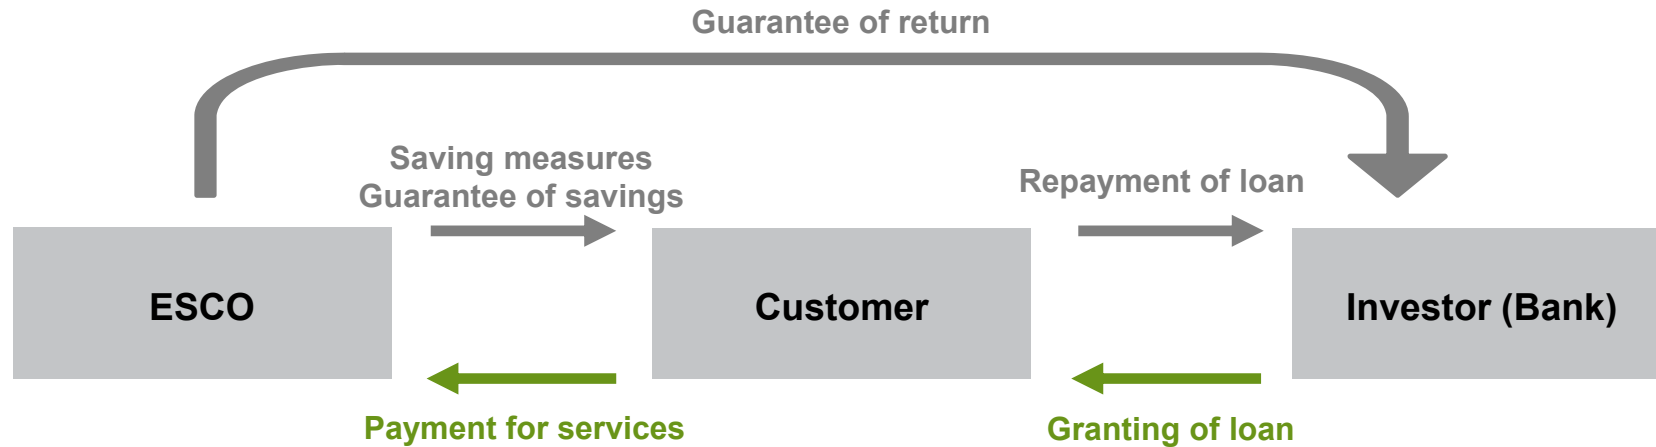 Guarantee of return
Saving measures
Guarantee of savings
Repayment of loan
ESCO
Customer
Investor (Bank)
Payment for services
Granting of loan